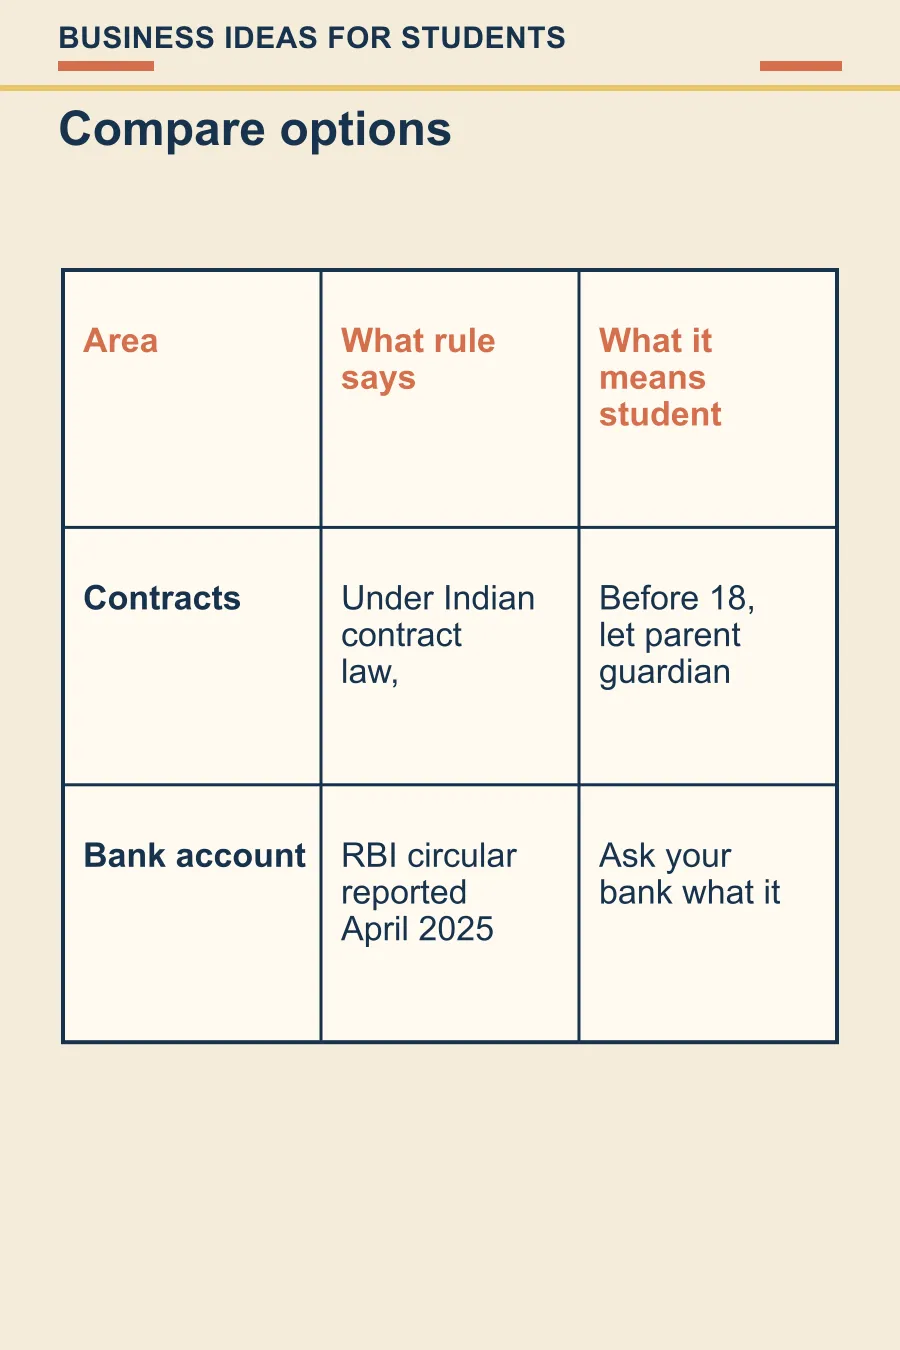 BUSINESS IDEAS FOR STUDENTS
Compare options
Area
What rule
says
What it
means
student
Contracts
Under Indian
contract
law,
Before 18,
let parent
guardian
Bank account
RBI circular
reported
April 2025
Ask your
bank what it